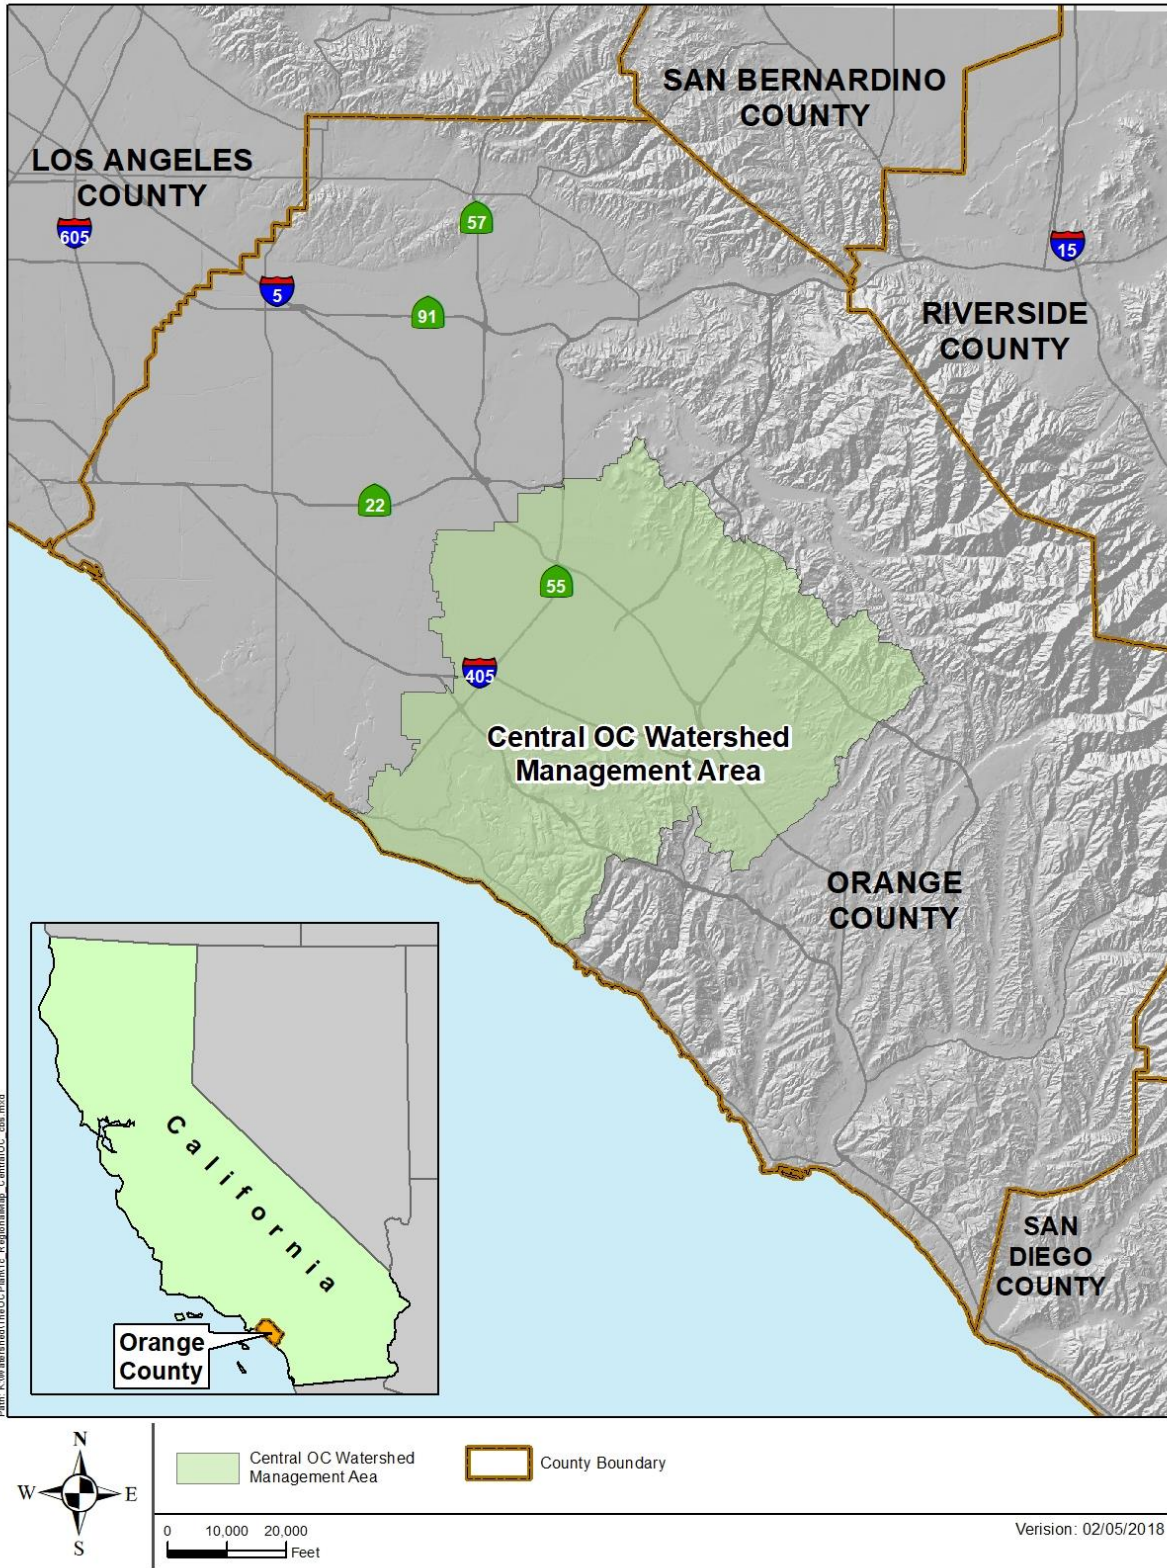 SAN BERNARDINO
COUNTY
LOS ANGELES
COUNTY
57
605
15
5
91
RIVERSIDE
COUNTY
22
55
405
Central OC Watershed
Management Area
ORANGE
COUNTY
California
SAN
DIEGO
COUNTY
Orange
County
N
W
E
S
Central OC Watershed
Management Aea
County Boundary
0 10,000 20,000
Feet
Verision: 02/05/2018